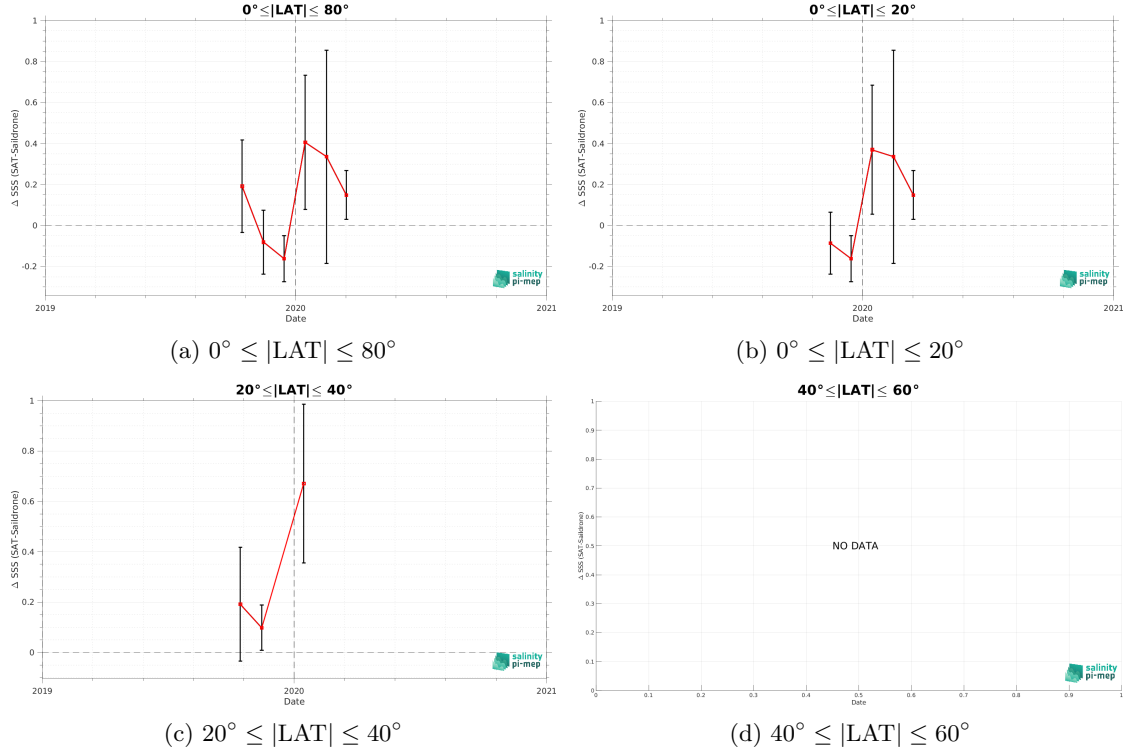 0°≤|LAT|≤ 80°
1
0.8
0.6
0.4
0.2
0
-0.2
Δ SSS (SAT-Saildrone)
2019
2020
2021
Date
salinity
pi-mep
(a) 0° ≤ |LAT| ≤ 80°
0°≤|LAT|≤ 20°
1
0.8
0.6
0.4
0.2
0
-0.2
Δ SSS (SAT-Saildrone)
2019
2020
2021
Date
salinity
pi-mep
(b) 0° ≤ |LAT| ≤ 20°
20°≤|LAT|≤ 40°
1
0.8
0.6
0.4
0.2
0
Δ SSS (SAT-Saildrone)
2019
2020
2021
Date
salinity
pi-mep
(c) 20° ≤ |LAT| ≤ 40°
40°≤|LAT|≤ 60°
1
0.9
0.8
0.7
0.6
0.5
0.4
0.3
0.2
0.1
0
Δ SSS (SAT-Saildrone)
NO DATA
0 0.1 0.2 0.3 0.4 0.5 0.6 0.7 0.8 0.9 1
Date
salinity
pi-mep
(d) 40° ≤ |LAT| ≤ 60°